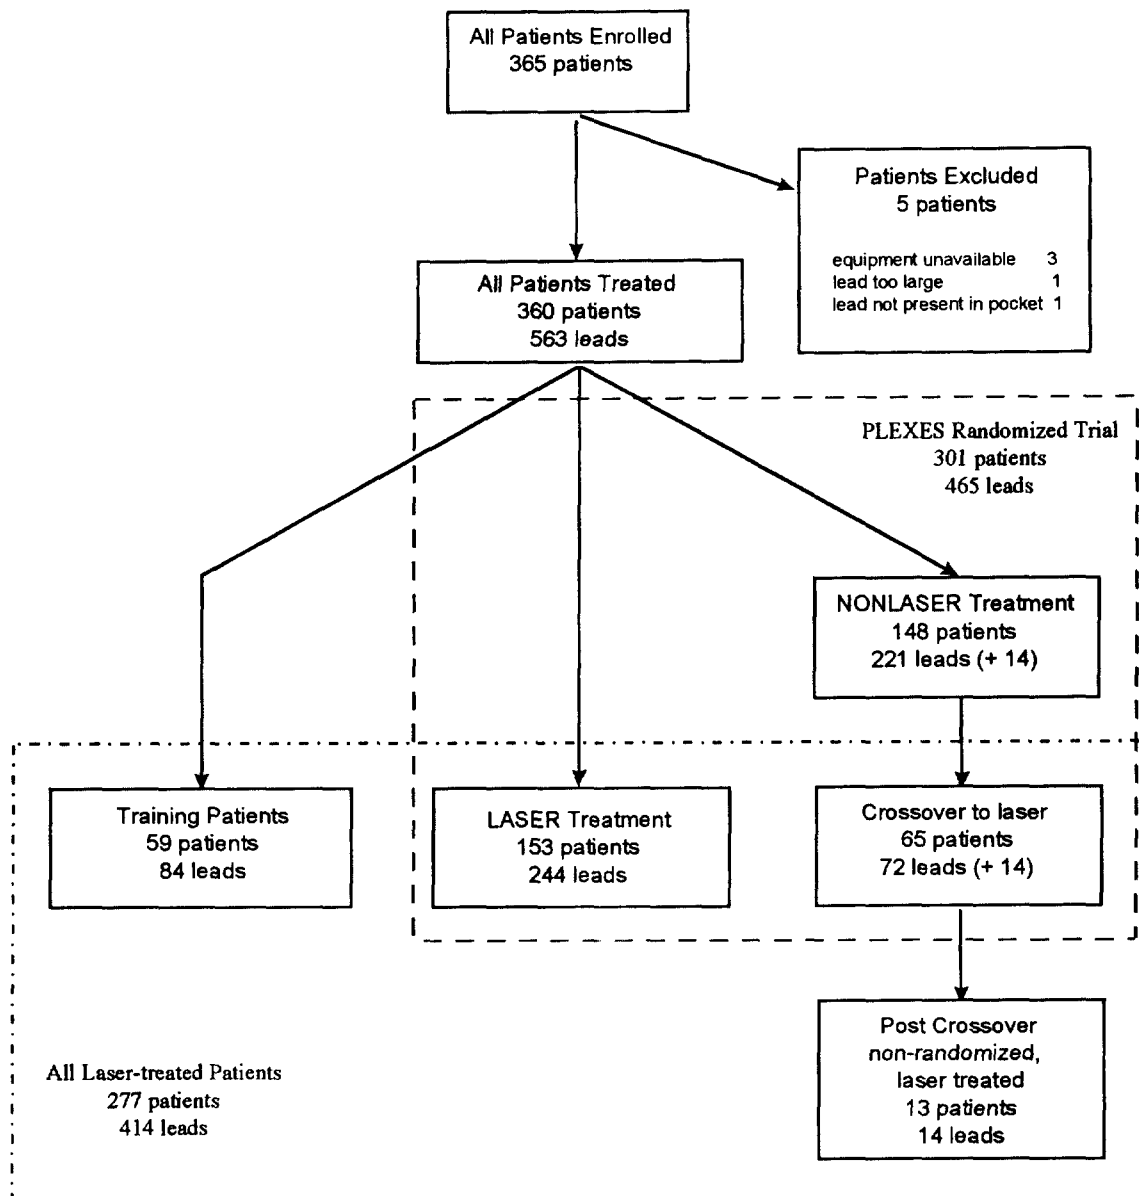 All Patients Enrolled
365 patients
Patients Excluded
5 patients
equipment unavailable 3
lead too large 1
lead not present in pocket 1
All Patients Treated
360 patients
563 leads
PLEXES Randomized Trial
301 patients
465 leads
NONLASER Treatment
148 patients
221 leads (+ 14)
Training Patients
59 patients
84 leads
LASER Treatment
153 patients
244 leads
Crossover to laser
65 patients
72 leads (+ 14)
Post Crossover
non-randomized,
laser treated
13 patients
14 leads
All Laser-treated Patients
277 patients
414 leads